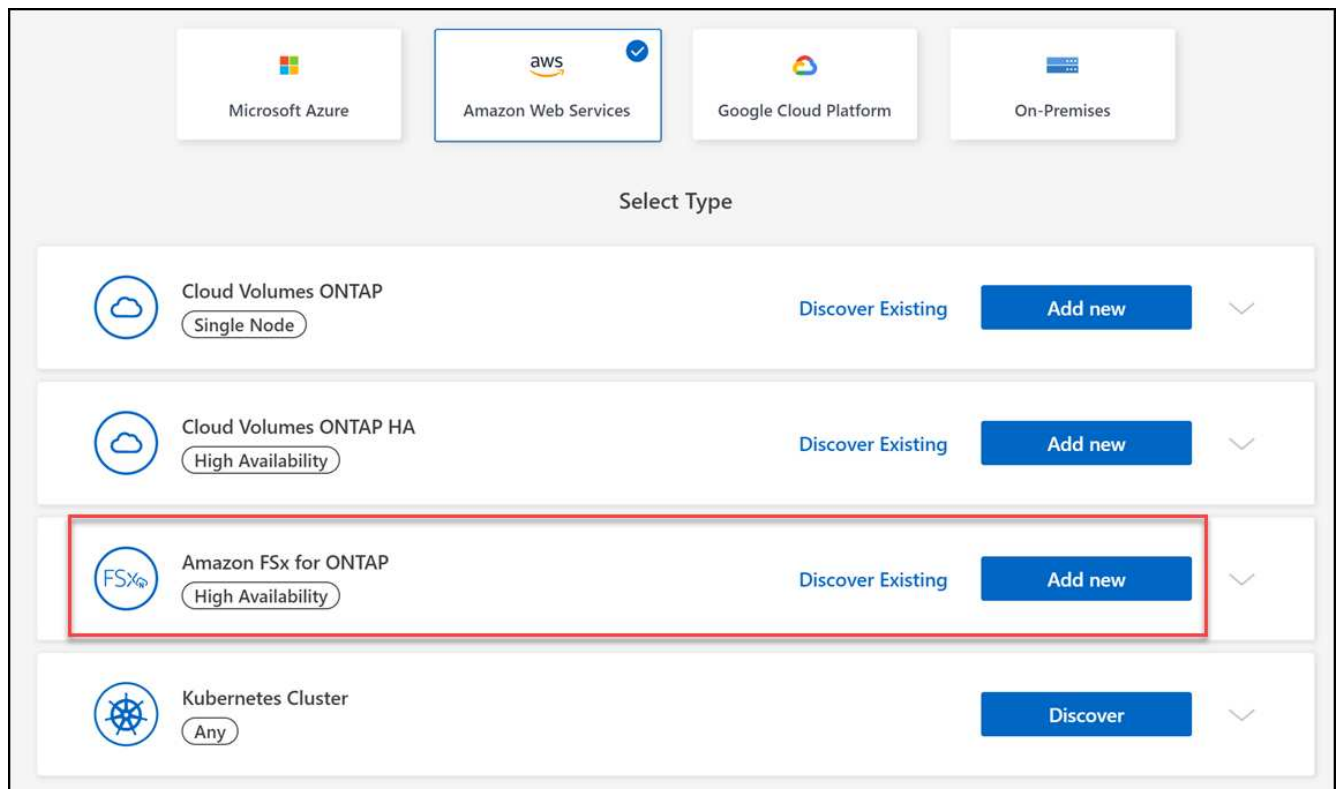 aws
Microsoft Azure
Amazon Web Services
Google Cloud Platform
On-Premises
Select Type
Cloud Volumes ONTAP
Single Node
Discover Existing
Add new
Cloud Volumes ONTAP HA
High Availability
Discover Existing
Add new
FSx
Amazon FSx for ONTAP
High Availability
Discover Existing
Add new
Kubernetes Cluster
Any
Discover